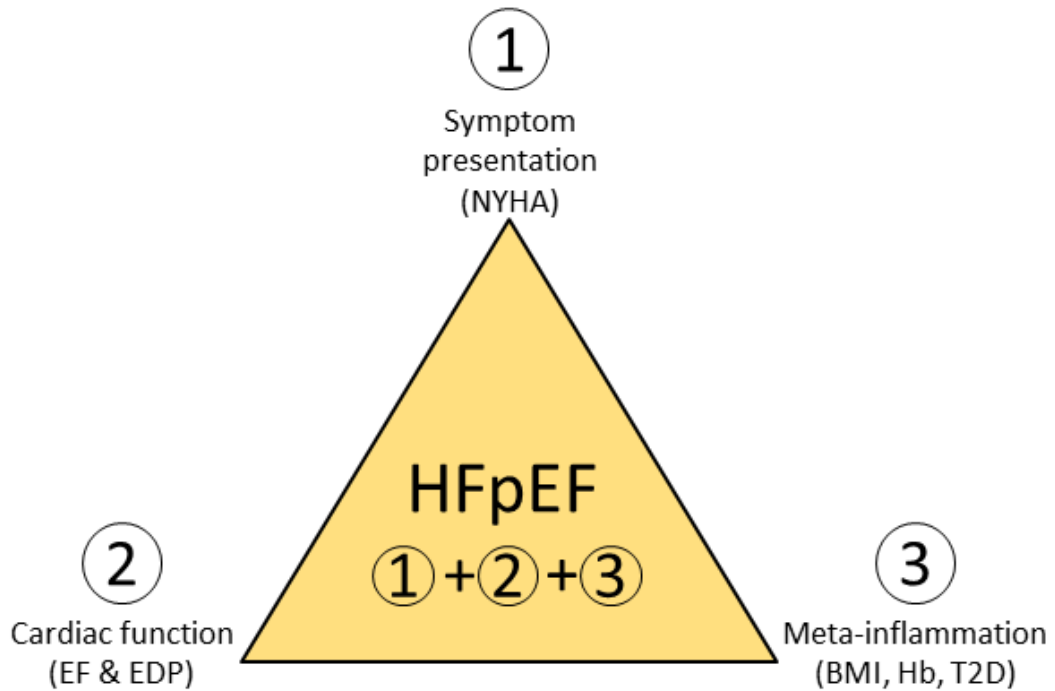 ①
Symptom
presentation
(NYHA)
HFpEF
①+②+③
②
Cardiac function
(EF & EDP)
③
Meta-inflammation
(BMI, Hb, T2D)